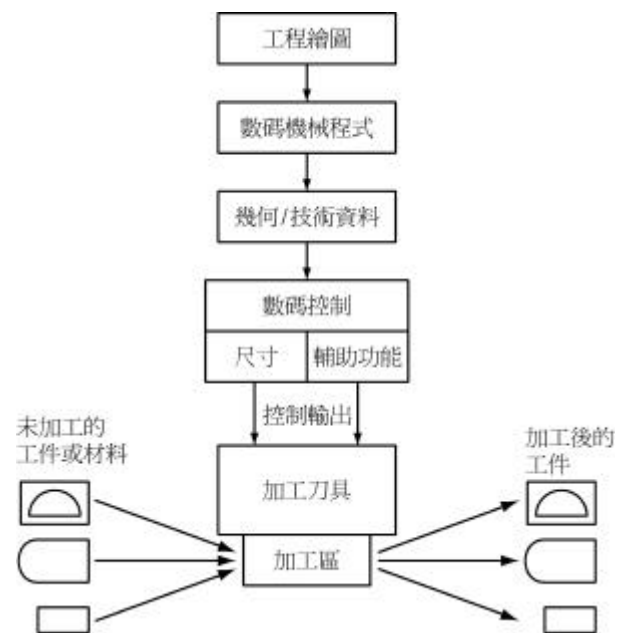 工程繪圖
數碼機械程式
幾何/技術資料
數碼控制
尺寸
輔助功能
控制輸出
未加工的
工件或材料
加工刀具
加工區
加工後的
工件